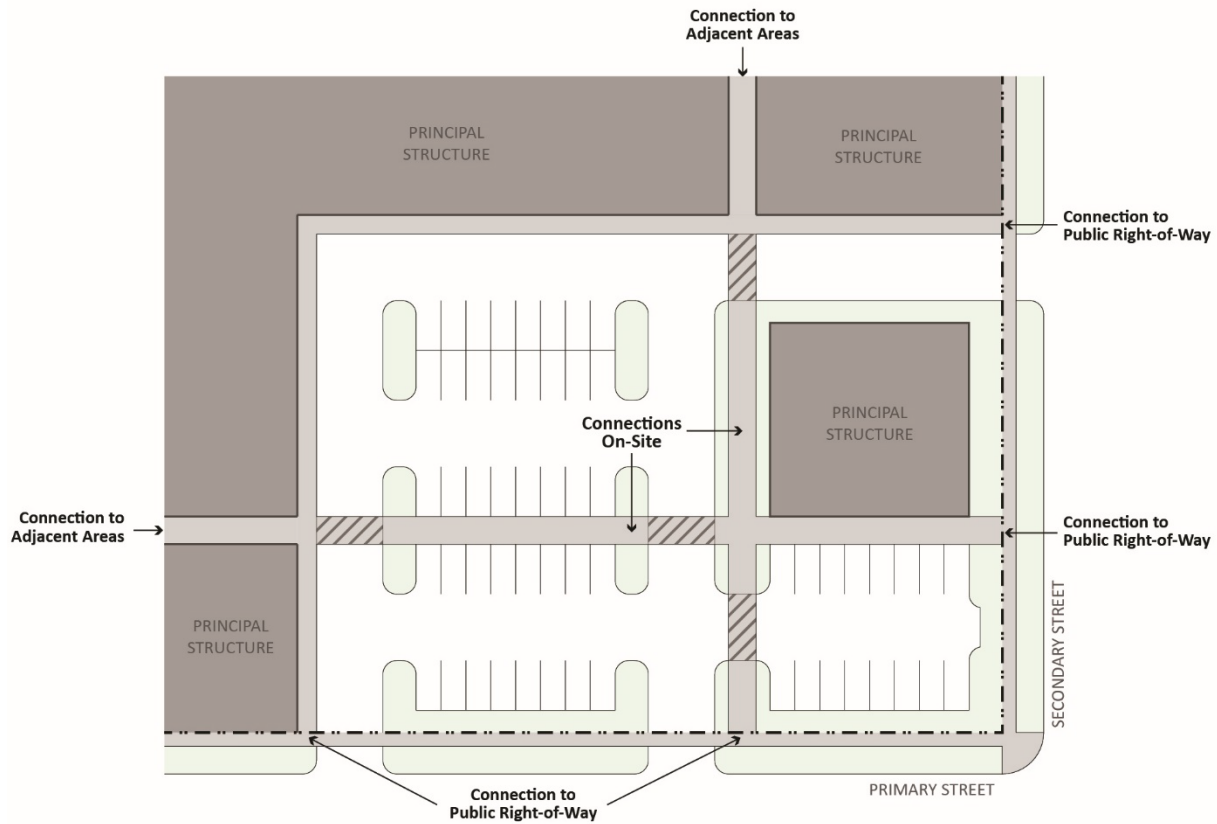 Connection to
Adjacent Areas
PRINCIPAL
STRUCTURE
PRINCIPAL
STRUCTURE
Connection to
Public Right-of-Way
Connections
On-Site
PRINCIPAL
STRUCTURE
Connection to
Adjacent Areas
Connection to
Public Right-of-Way
PRINCIPAL
STRUCTURE
SECONDARY STREET
PRIMARY STREET
Connection to
Public Right-of-Way